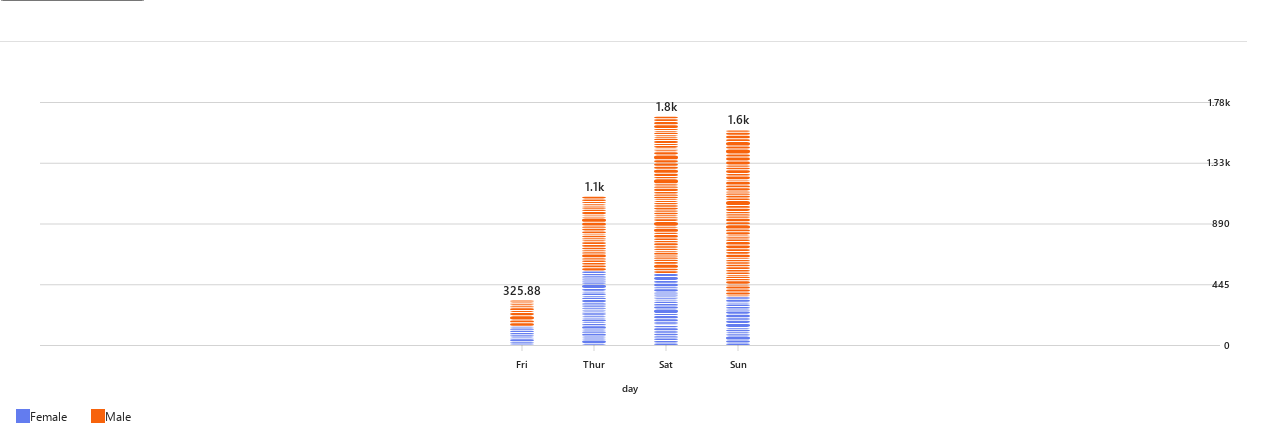 1.78k
1.8k
1.6k
1.33k
1.1k
890
325.88
445
0
Fri Thur Sat Sun
day
Female Male